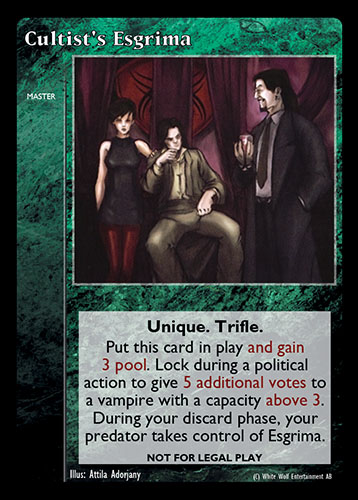 Cultist's Esgrima
MASTER
Unique. Trifle.
Put this card in play and gain
3 pool. Lock during a political
action to give 5 additional votes to
a vampire with a capacity above 3.
During your discard phase, your
predator takes control of Esgrima.
NOT FOR LEGAL PLAY
Illus: Attila Adorjany
(C) White Wolf Entertainment AB